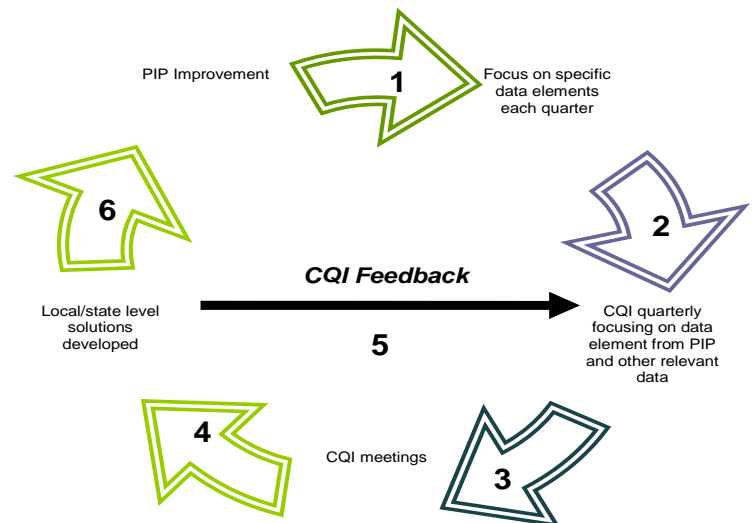 PIP Improvement
1
Focus on specific
data elements
each quarter
6
2
CQI Feedback
Local/state level
solutions
developed
5
CQI quarterly
focusing on data
element from PIP
and other relevant
data
4
CQI meetings
3